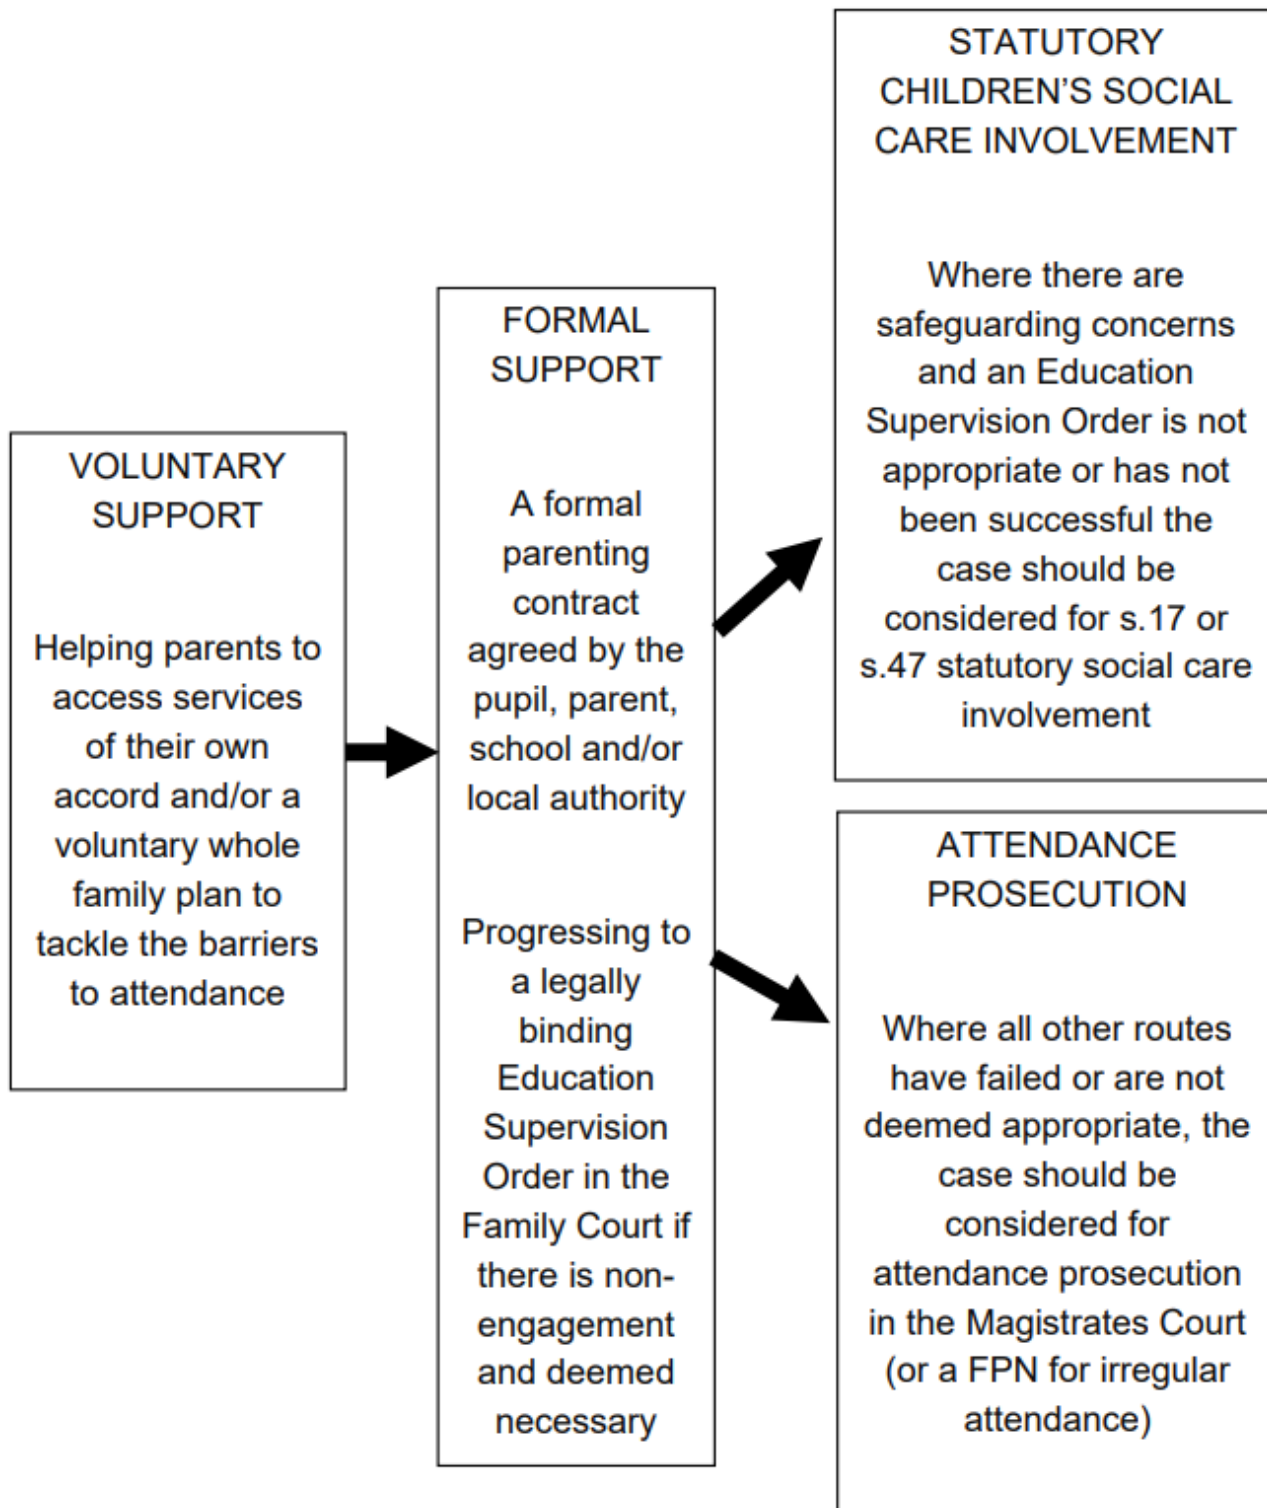 VOLUNTARY
SUPPORT
Helping parents to
access services
of their own
accord and/or a
voluntary whole
family plan to
tackle the barriers
to attendance
FORMAL
SUPPORT
A formal
parenting
contract
agreed by the
pupil, parent,
school and/or
local authority
Progressing to
a legally
binding
Education
Supervision
Order in the
Family Court if
there is non-
engagement
and deemed
necessary
STATUTORY
CHILDREN’S SOCIAL
CARE INVOLVEMENT
Where there are
safeguarding concerns
and an Education
Supervision Order is not
appropriate or has not
been successful the
case should be
considered for s.17 or
s.47 statutory social care
involvement
ATTENDANCE
PROSECUTION
Where all other routes
have failed or are not
deemed appropriate, the
case should be
considered for
attendance prosecution
in the Magistrates Court
(or a FPN for irregular
attendance)